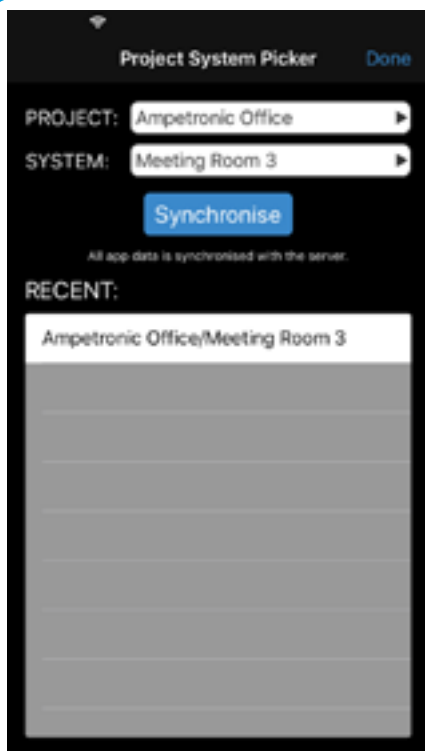 Project System Picker Done
PROJECT: Ampetronic Office
SYSTEM: Meeting Room 3
Synchronise
All app data is synchronised with the server.
RECENT:
Ampetronic Office/Meeting Room 3